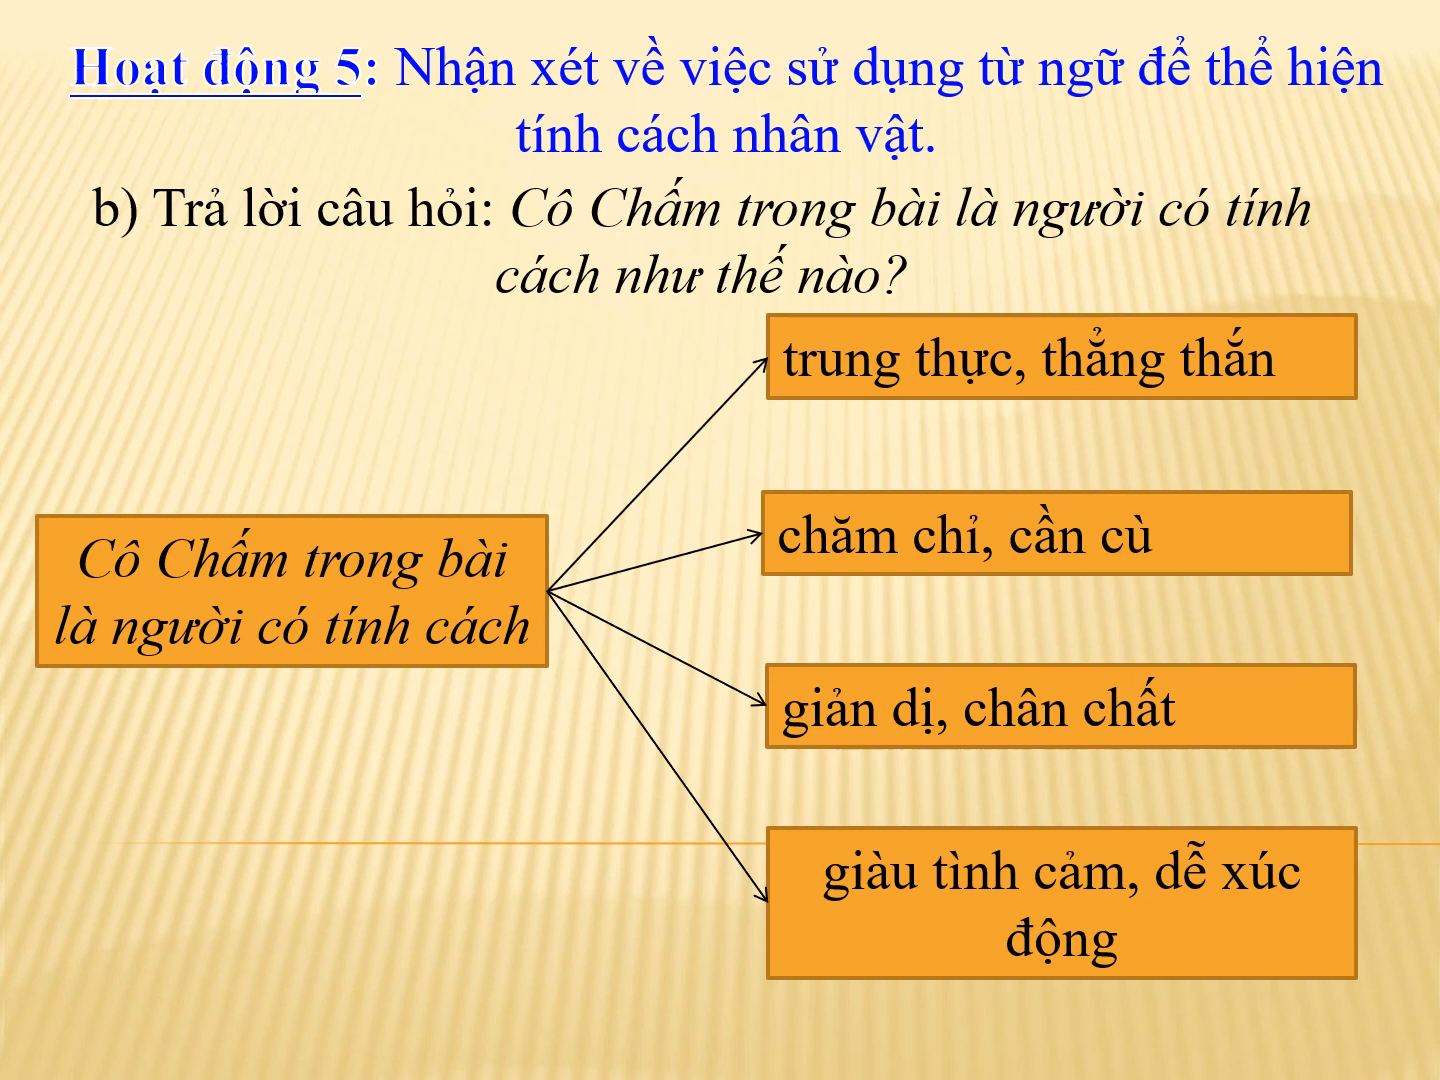 Hoạt động 5: Nhận xét về việc sử dụng từ ngữ để thể hiện
tính cách nhân vật.
b) Trả lời câu hỏi: Cô Chấm trong bài là người có tính
cách như thế nào?
trung thực, thẳng thắn
chăm chỉ, cần cù
Cô Chấm trong bài
là người có tính cách
giản dị, chân chất
giàu tình cảm, dễ xúc
động